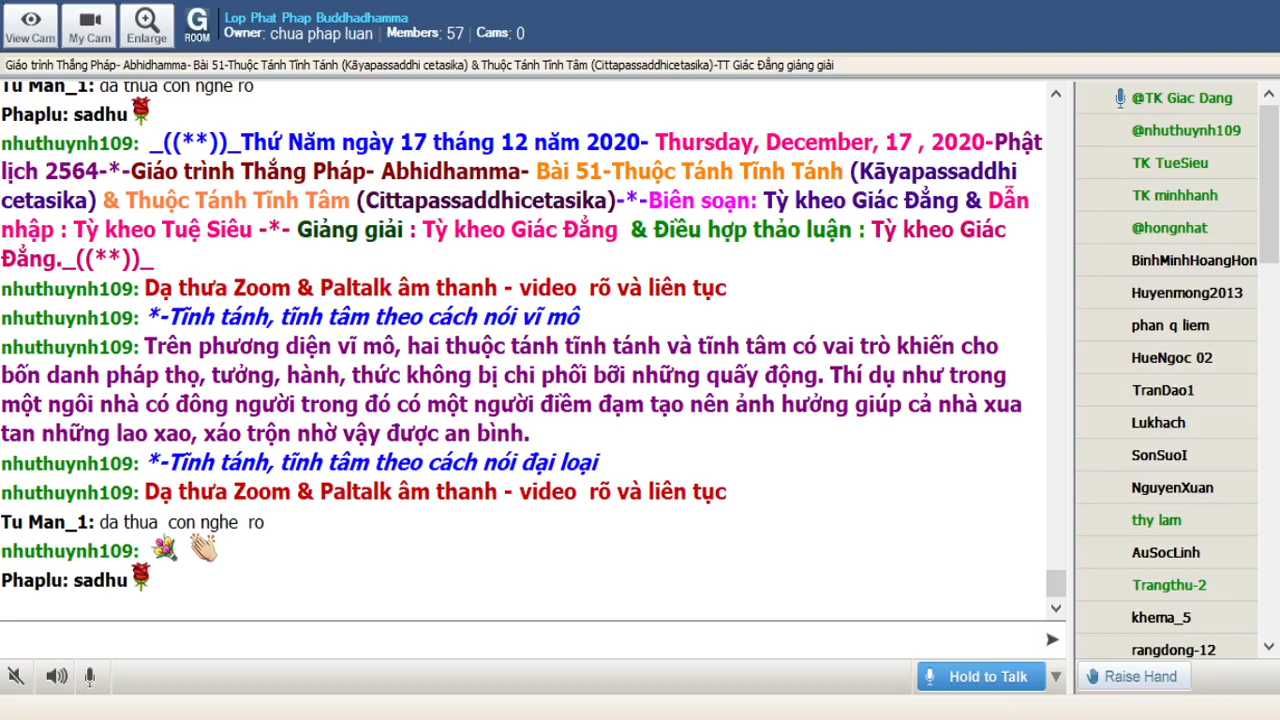 View Cam
My Cam
Enlarge
G
ROOM
Lop Phat Phap Buddhadhamma
Owner: chua phap luan | Members: 57 | Cams: 0
Giáo trình Thắng Pháp- Abhidhamma- Bài 51-Thuộc Tánh Tĩnh Tánh (Kāyapassaddhi cetasika) & Thuộc Tánh Tĩnh Tâm (Cittapassaddhicetasika)-TT Giác Đẳng giảng giải
Tu Man_1: da thua con nghe ro
Phaplu: sadhu
nhuthuynh109: _((**))_Thứ Năm ngày 17 tháng 12 năm 2020- Thursday, December, 17 , 2020-Phật
lịch 2564-*-Giáo trình Thắng Pháp- Abhidhamma- Bài 51-Thuộc Tánh Tĩnh Tánh (Kāyapassaddhi
cetasika) & Thuộc Tánh Tĩnh Tâm (Cittapassaddhicetasika)-*-Biên soạn: Tỳ kheo Giác Đẳng & Dẫn
nhập : Tỳ kheo Tuệ Siêu -*- Giảng giải : Tỳ kheo Giác Đẳng & Điều hợp thảo luận : Tỳ kheo Giác
Đẳng._((**))_
nhuthuynh109: Dạ thưa Zoom & Paltalk âm thanh - video rõ và liên tục
nhuthuynh109: *-Tĩnh tánh, tĩnh tâm theo cách nói vĩ mô
nhuthuynh109: Trên phương diện vĩ mô, hai thuộc tánh tĩnh tánh và tĩnh tâm có vai trò khiến cho
bốn danh pháp thọ, tưởng, hành, thức không bị chi phối bỡi những quấy động. Thí dụ như trong
một ngôi nhà có đông người trong đó có một người điềm đạm tạo nên ảnh hưởng giúp cả nhà xua
tan những lao xao, xáo trộn nhờ vậy được an bình.
nhuthuynh109: *-Tĩnh tánh, tĩnh tâm theo cách nói đại loại
nhuthuynh109: Dạ thưa Zoom & Paltalk âm thanh - video rõ và liên tục
Tu Man_1: da thua con nghe ro
nhuthuynh109:
Phaplu: sadhu
@TK Giac Dang
@nhuthuynh109
TK TueSieu
TK minhhanh
@hongnhat
BinhMinhHoangHon
Huyenmong2013
phan q liem
HueNgoc 02
TranDao1
Lukhach
SonSuoI
NguyenXuan
thy lam
AuSocLinh
Trangthu-2
khema_5
rangdong-12
Hold to Talk
Raise Hand